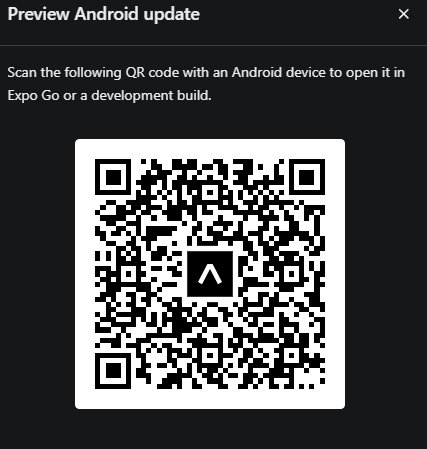 Preview Android update
Scan the following QR code with an Android device to open it in
Expo Go or a development build.